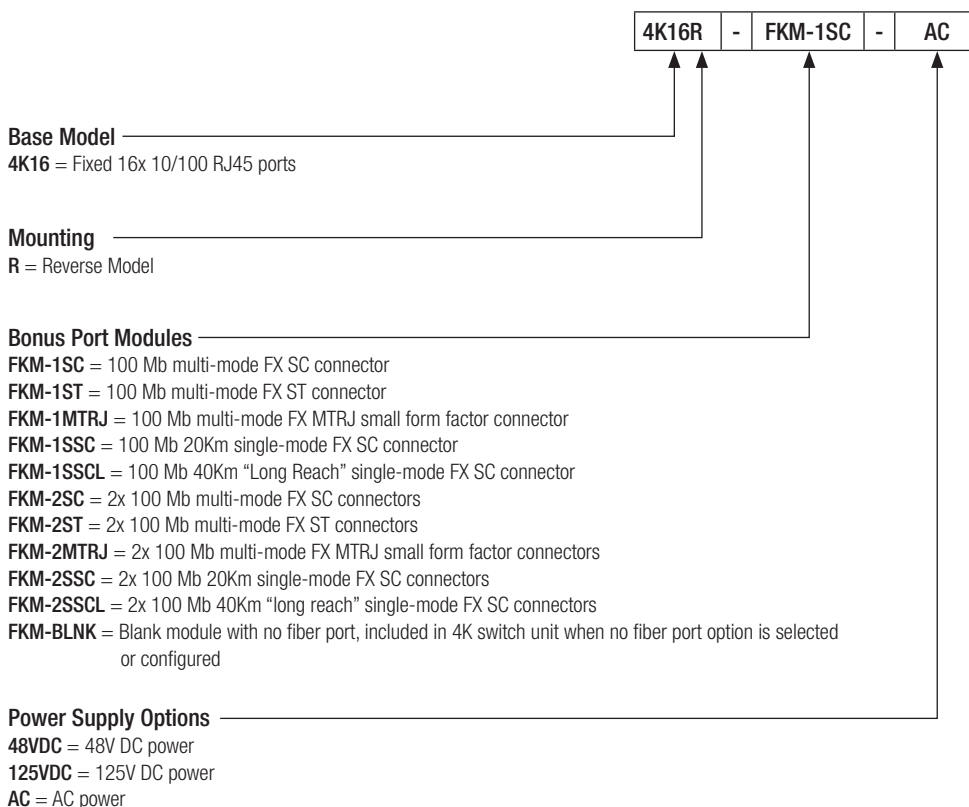 4K16R - FKM-1SC - AC
Base Model
4K16 = Fixed 16x 10/100 RJ45 ports
Mounting
R = Reverse Model
Bonus Port Modules
FKM-1SC = 100 Mb multi-mode FX SC connector
FKM-1ST = 100 Mb multi-mode FX ST connector
FKM-1MTRJ = 100 Mb multi-mode FX MTRJ small form factor connector
FKM-1SSC = 100 Mb 20Km single-mode FX SC connector
FKM-1SSCL = 100 Mb 40Km “Long Reach” single-mode FX SC connector
FKM-2SC = 2x 100 Mb multi-mode FX SC connectors
FKM-2ST = 2x 100 Mb multi-mode FX ST connectors
FKM-2MTRJ = 2x 100 Mb multi-mode FX MTRJ small form factor connectors
FKM-2SSC = 2x 100 Mb 20Km single-mode FX SC connectors
FKM-2SSCL = 2x 100 Mb 40Km “long reach” single-mode FX SC connectors
FKM-BLNK = Blank module with no fiber port, included in 4K switch unit when no fiber port option is selected
or configured
Power Supply Options
48VDC = 48V DC power
125VDC = 125V DC power
AC = AC power